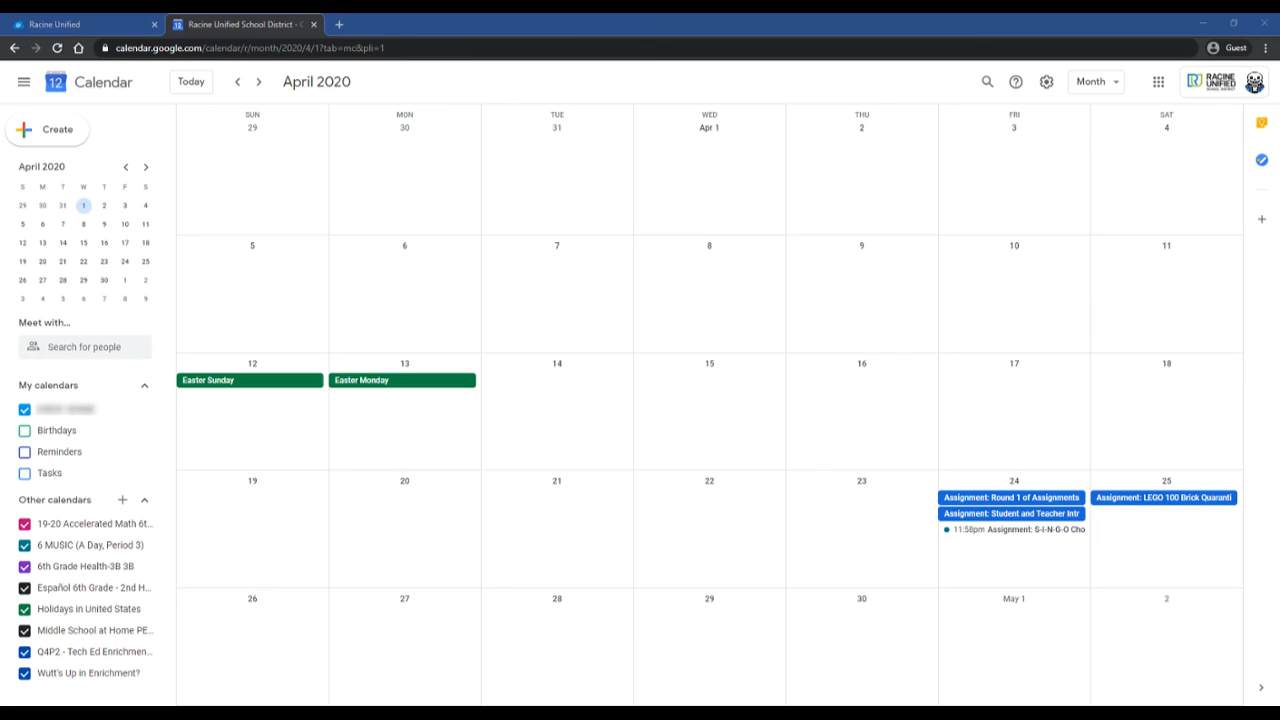 Racine Unified
Racine Unified School District - C
calendar.google.com/calendar/r/month/2020/4/1?tab=mc&pli=1
Guest
12
Calendar
Today
April 2020
Month
RACINE
UNIFIED
SCHOOL DISTRICT
Create
April 2020
S M T W T F S
29 30 31 1 2 3 4
5 6 7 8 9 10 11
12 13 14 15 16 17 18
19 20 21 22 23 24 25
26 27 28 29 30 1 2
3 4 5 6 7 8 9
Meet with...
Search for people
My calendars
Birthdays
Reminders
Tasks
Other calendars
19-20 Accelerated Math 6t...
6 MUSIC (A Day, Period 3)
6th Grade Health-3B 3B
Español 6th Grade - 2nd H...
Holidays in United States
Middle School at Home PE...
Q4P2 - Tech Ed Enrichmen...
Wutt's Up in Enrichment?
SUN MON TUE WED THU FRI SAT
29 30 31 Apr 1 2 3 4
5 6 7 8 9 10 11
12 13 14 15 16 17 18
Easter Sunday Easter Monday
19 20 21 22 23 24 25
Assignment: Round 1 of Assignments Assignment: LEGO 100 Brick Quaranti
Assignment: Student and Teacher Intr
11:58pm Assignment: S-I-N-G-O Cho
26 27 28 29 30 May 1 2